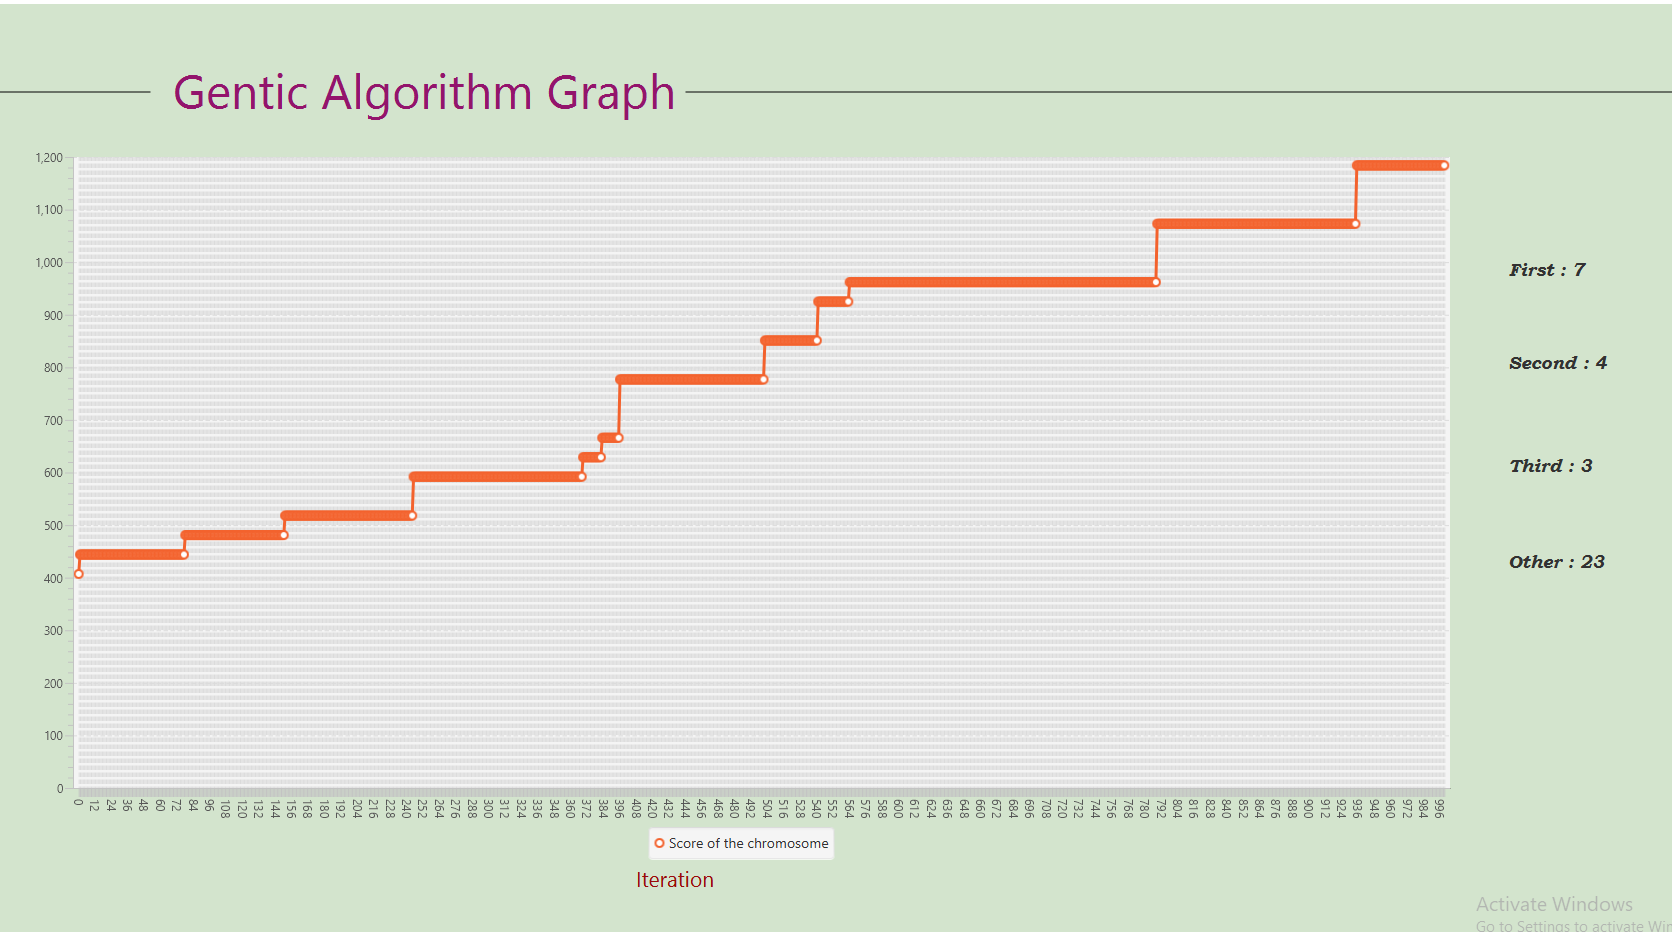 Gentic Algorithm Graph
1,200
1,100
1,000
900
800
700
600
500
400
300
200
100
0
0 12 24 36 48 60 72 84 96 108 120 132 144 156 168 180 192 204 216 228 240 252 264 276 288 300 312 324 336 348 360 372 384 396 408 420 432 444 456 468 480 492 504 516 528 540 552 564 576 588 600 612 624 636 648 660 672 684 696 708 720 732 744 756 768 780 792 804 816 828 840 852 864 876 888 900 912 924 936 948 960 972 984 996
Score of the chromosome
Iteration
First : 7
Second : 4
Third : 3
Other : 23
Activate Windows
Go to Settings to activate Win